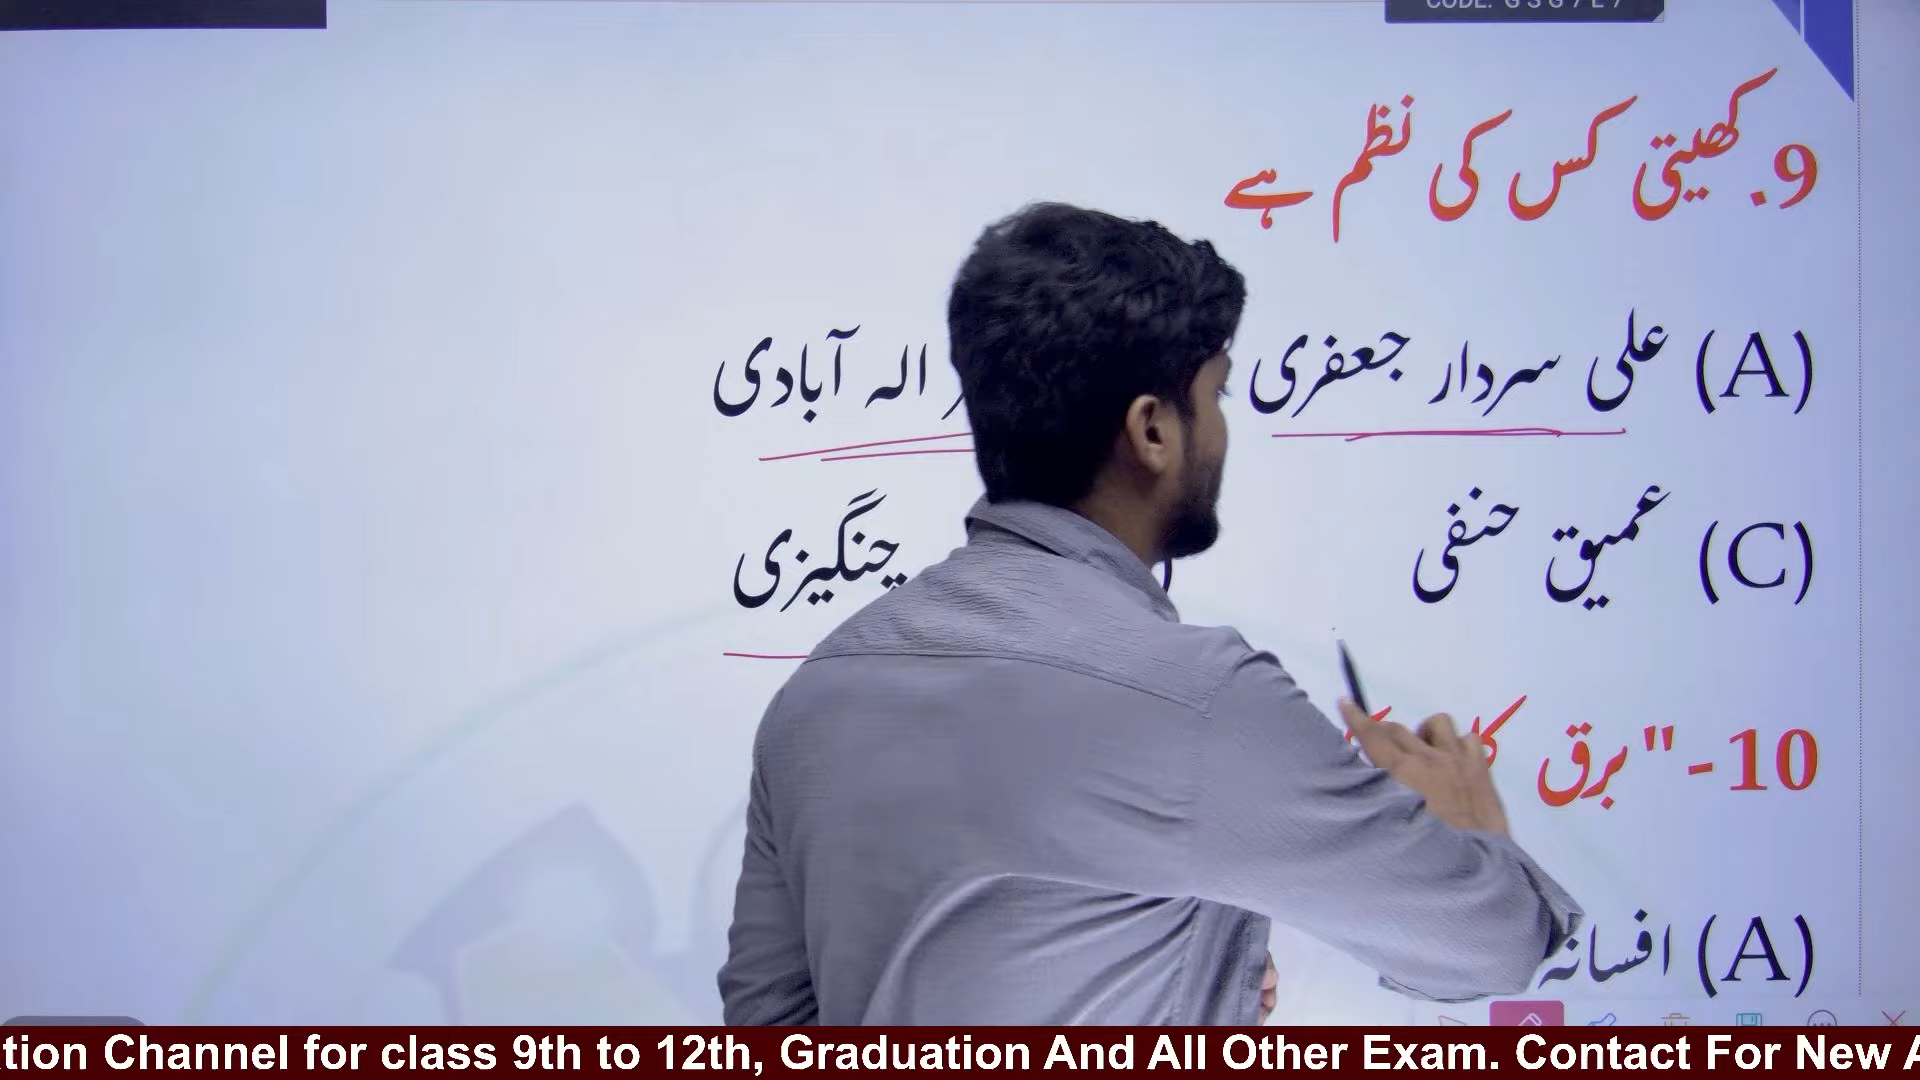 9. کھیتی کس کی نظم ہے
(A) علی سردار جعفری الہ آبادی
(C) عمیق حنفی چنگیزی
10-"برق
(A) افسانہ
tion Channel for class 9th to 12th, Graduation And All Other Exam. Contact For New A